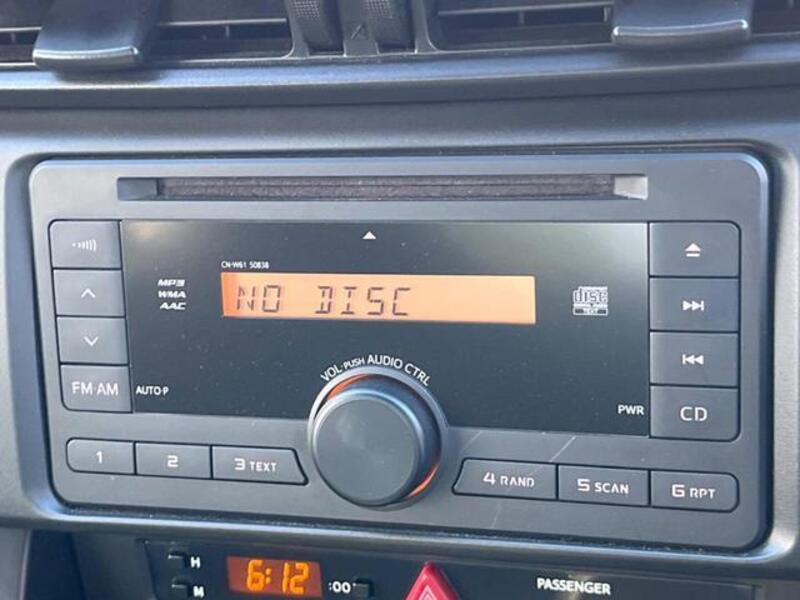 CN-W61 50838
MP3
WMA
AAC
NO DISC
disc
TEXT
VOL·PUSH AUDIO CTRL
FM·AM
AUTO·P
PWR
CD
1
2
3 TEXT
4 RAND
5 SCAN
6 RPT
H
M
6:12
:00
PASSENGER